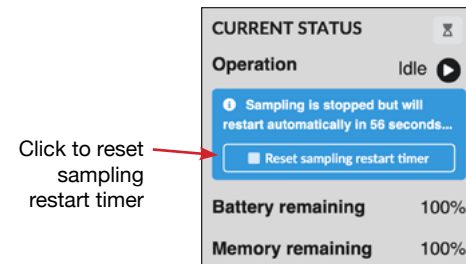 CURRENT STATUS
Operation Idle
Sampling is stopped but will
restart automatically in 56 seconds...
Click to reset
sampling
restart timer
Reset sampling restart timer
Battery remaining 100%
Memory remaining 100%